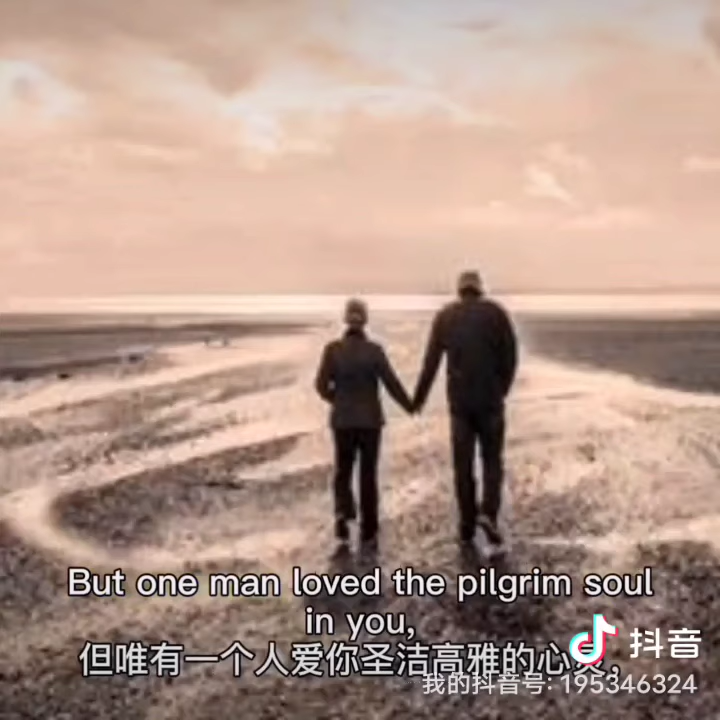 But one man loved the pilgrim soul
in you,
但唯有一个人爱你圣洁高雅的心灵，
抖音
我的抖音号: 195346324